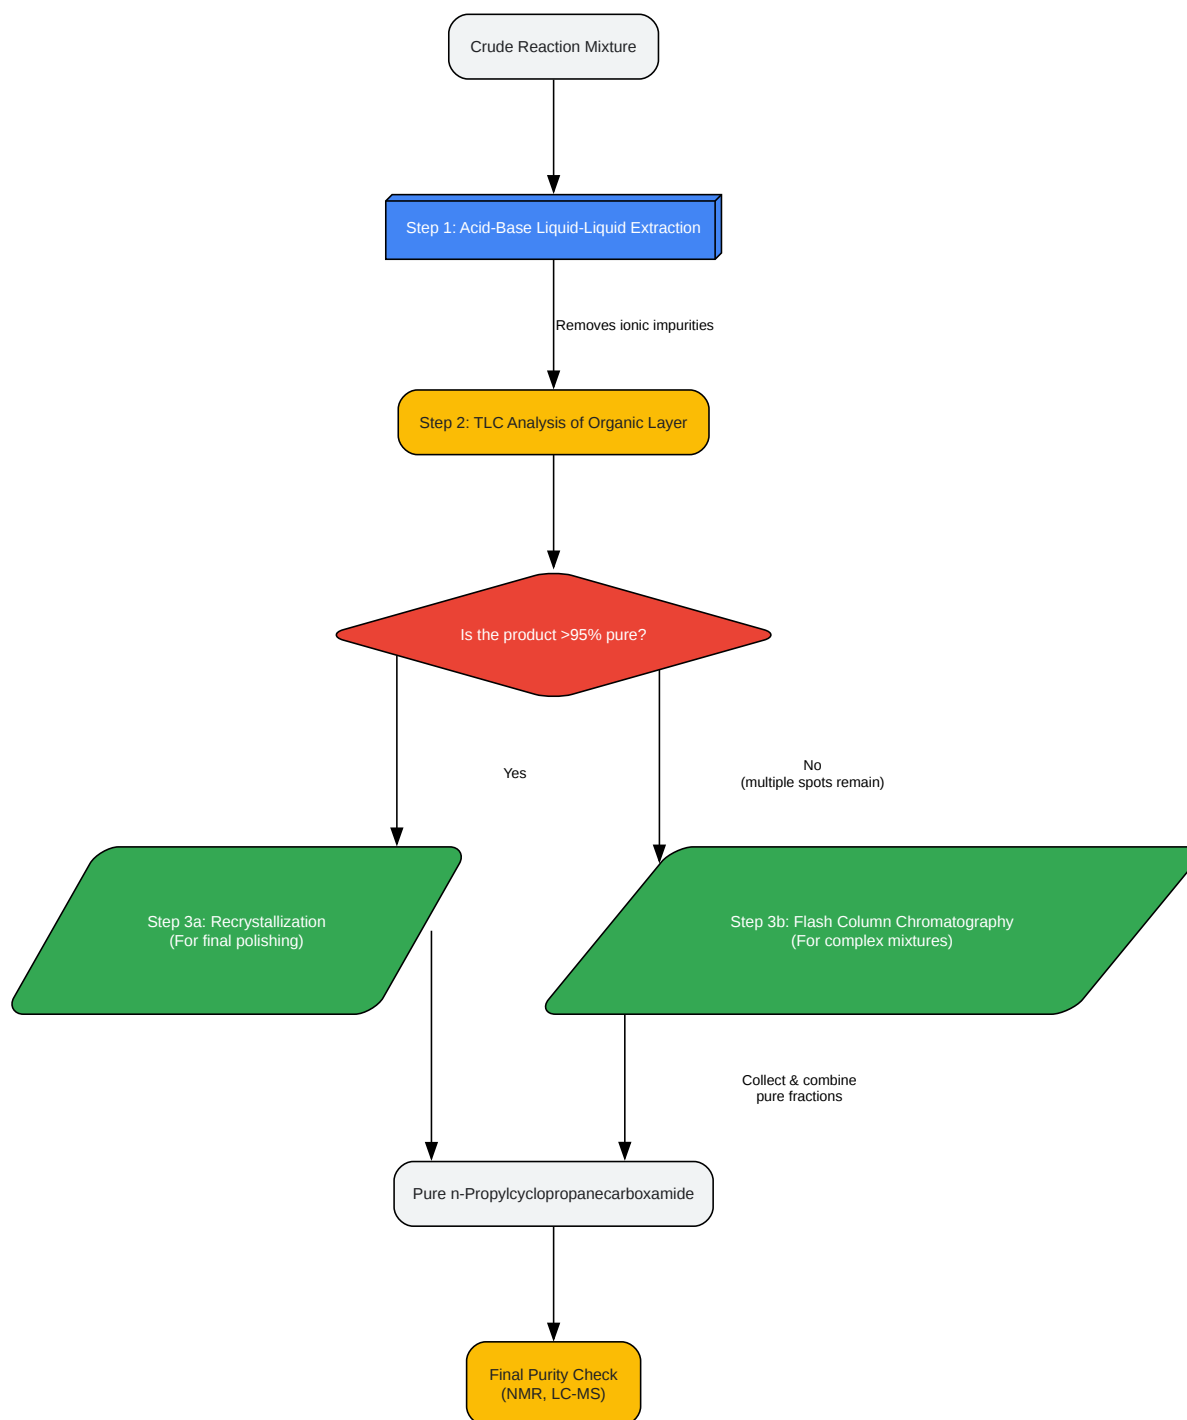 Crude Reaction Mixture
Step 1: Acid-Base Liquid-Liquid Extraction
Removes ionic impurities
Step 2: TLC Analysis of Organic Layer
Is the product >95% pure?
Yes
No
(multiple spots remain)
Step 3a: Recrystallization
(For final polishing)
Step 3b: Flash Column Chromatography
(For complex mixtures)
Collect & combine
pure fractions
Pure n-Propylcyclopropanecarboxamide
Final Purity Check
(NMR, LC-MS)